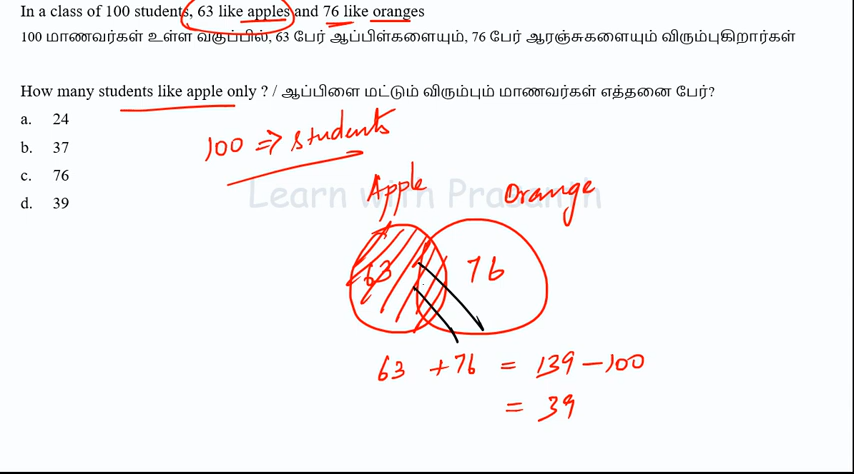 In a class of 100 students, 63 like apples and 76 like oranges
100 மாணவர்கள் உள்ள வகுப்பில், 63 பேர் ஆப்பிள்களையும், 76 பேர் ஆரஞ்சுகளையும் விரும்புகிறார்கள்
How many students like apple only ? / ஆப்பிளை மட்டும் விரும்பும் மாணவர்கள் எத்தனை பேர்?
a. 24
b. 37
c. 76
d. 39
100 => students
Learn with Prasanth
Apple Orange
63 76
63 + 76 = 139 - 100
= 39